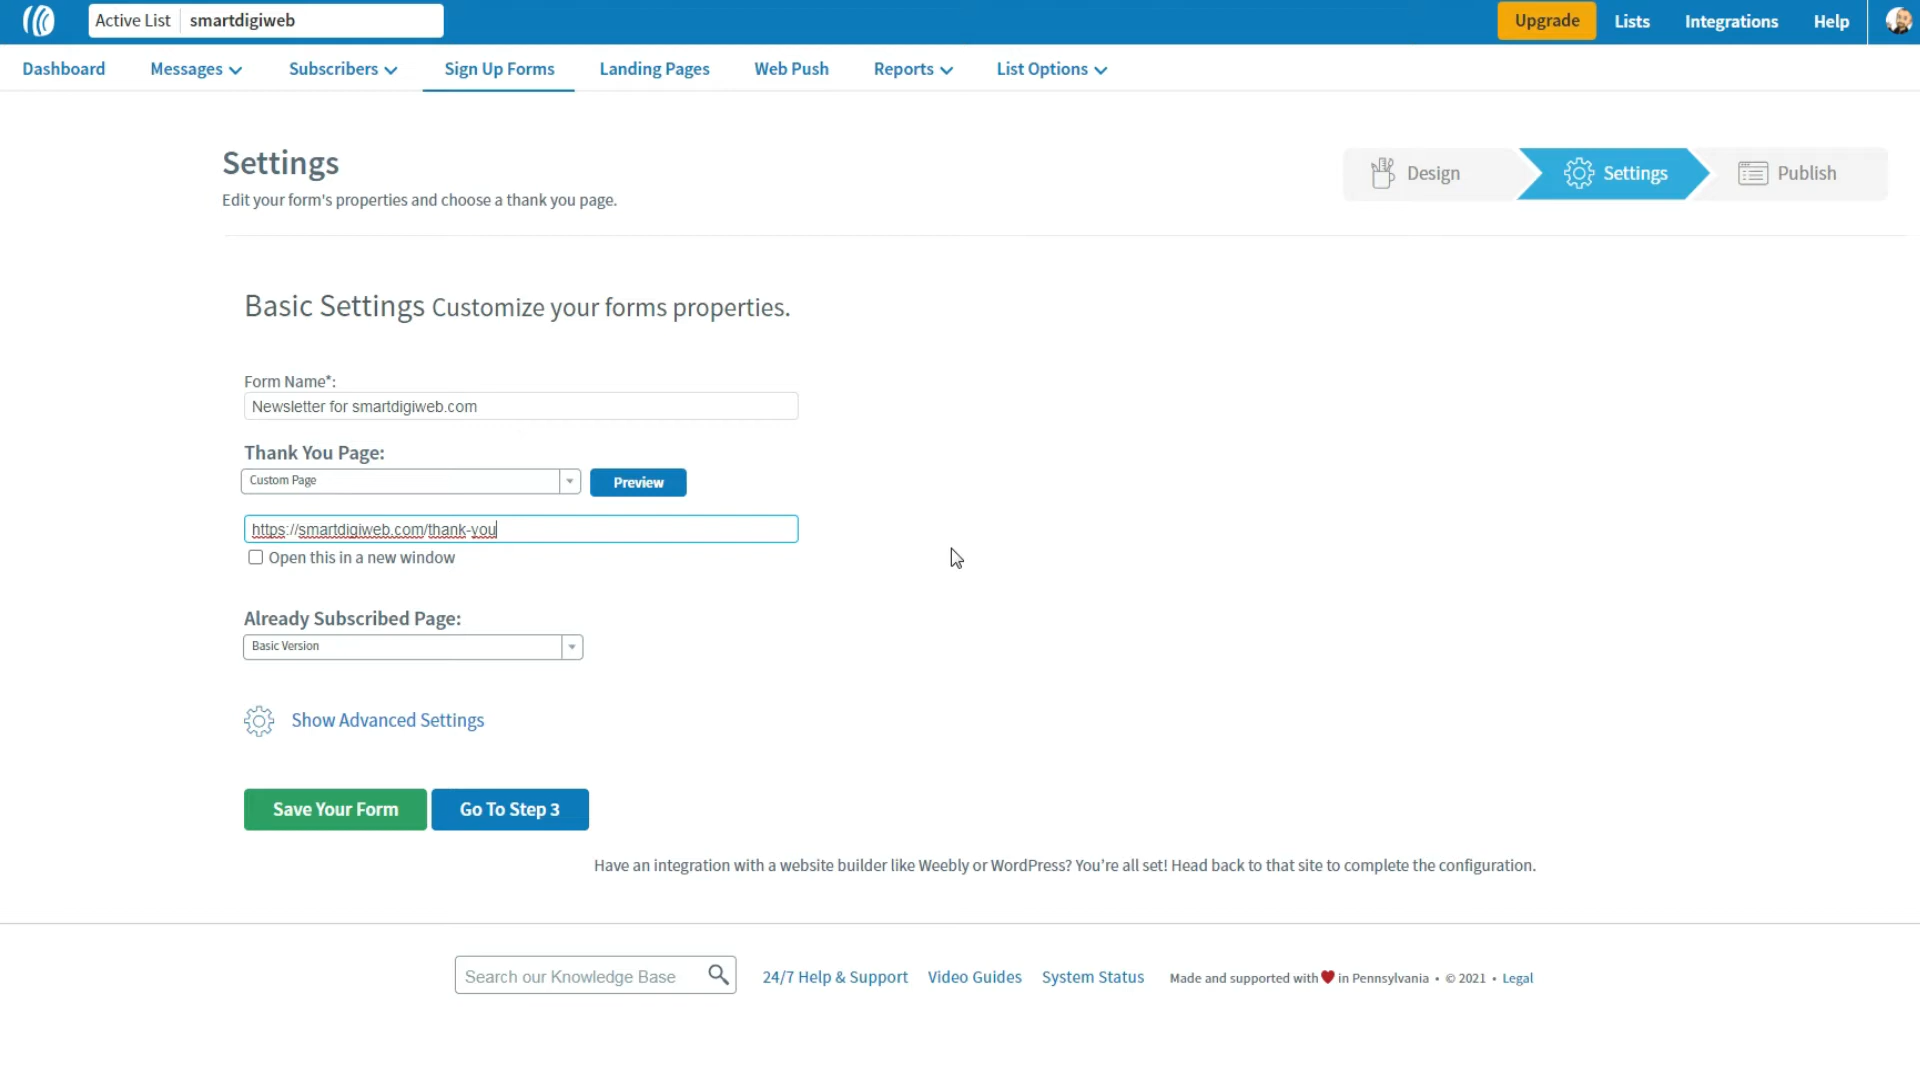 Active List smartdigiweb
Upgrade Lists Integrations Help
Dashboard Messages Subscribers Sign Up Forms Landing Pages Web Push Reports List Options
Settings
Edit your form's properties and choose a thank you page.
Design Settings Publish
Basic Settings Customize your forms properties.
Form Name*:
Newsletter for smartdigiweb.com
Thank You Page:
Custom Page Preview
https://smartdigiweb.com/thank-you
Open this in a new window
Already Subscribed Page:
Basic Version
Show Advanced Settings
Save Your Form Go To Step 3
Have an integration with a website builder like Weebly or WordPress? You're all set! Head back to that site to complete the configuration.
Search our Knowledge Base 24/7 Help & Support Video Guides System Status Made and supported with ❤ in Pennsylvania • © 2021 • Legal